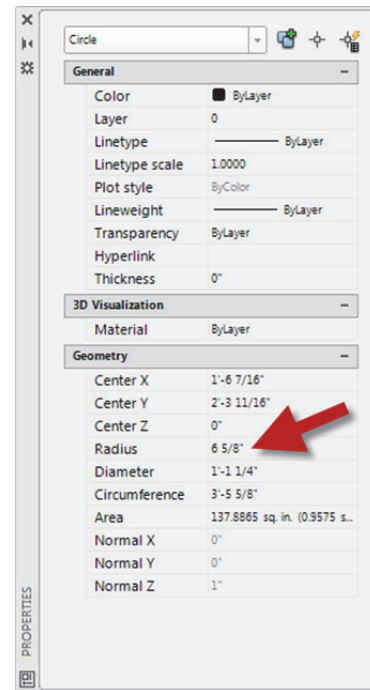 Circle
General
Color ByLayer
Layer 0
Linetype ByLayer
Linetype scale 1.0000
Plot style ByColor
Lineweight ByLayer
Transparency ByLayer
Hyperlink
Thickness 0"
3D Visualization
Material ByLayer
Geometry
Center X 1'-6 7/16"
Center Y 2'-3 11/16"
Center Z 0"
Radius 6 5/8"
Diameter 1'-1 1/4"
Circumference 3'-5 5/8"
Area 137.8865 sq. in. (0.9575 s...
Normal X 0"
Normal Y 0"
Normal Z 1"
PROPERTIES